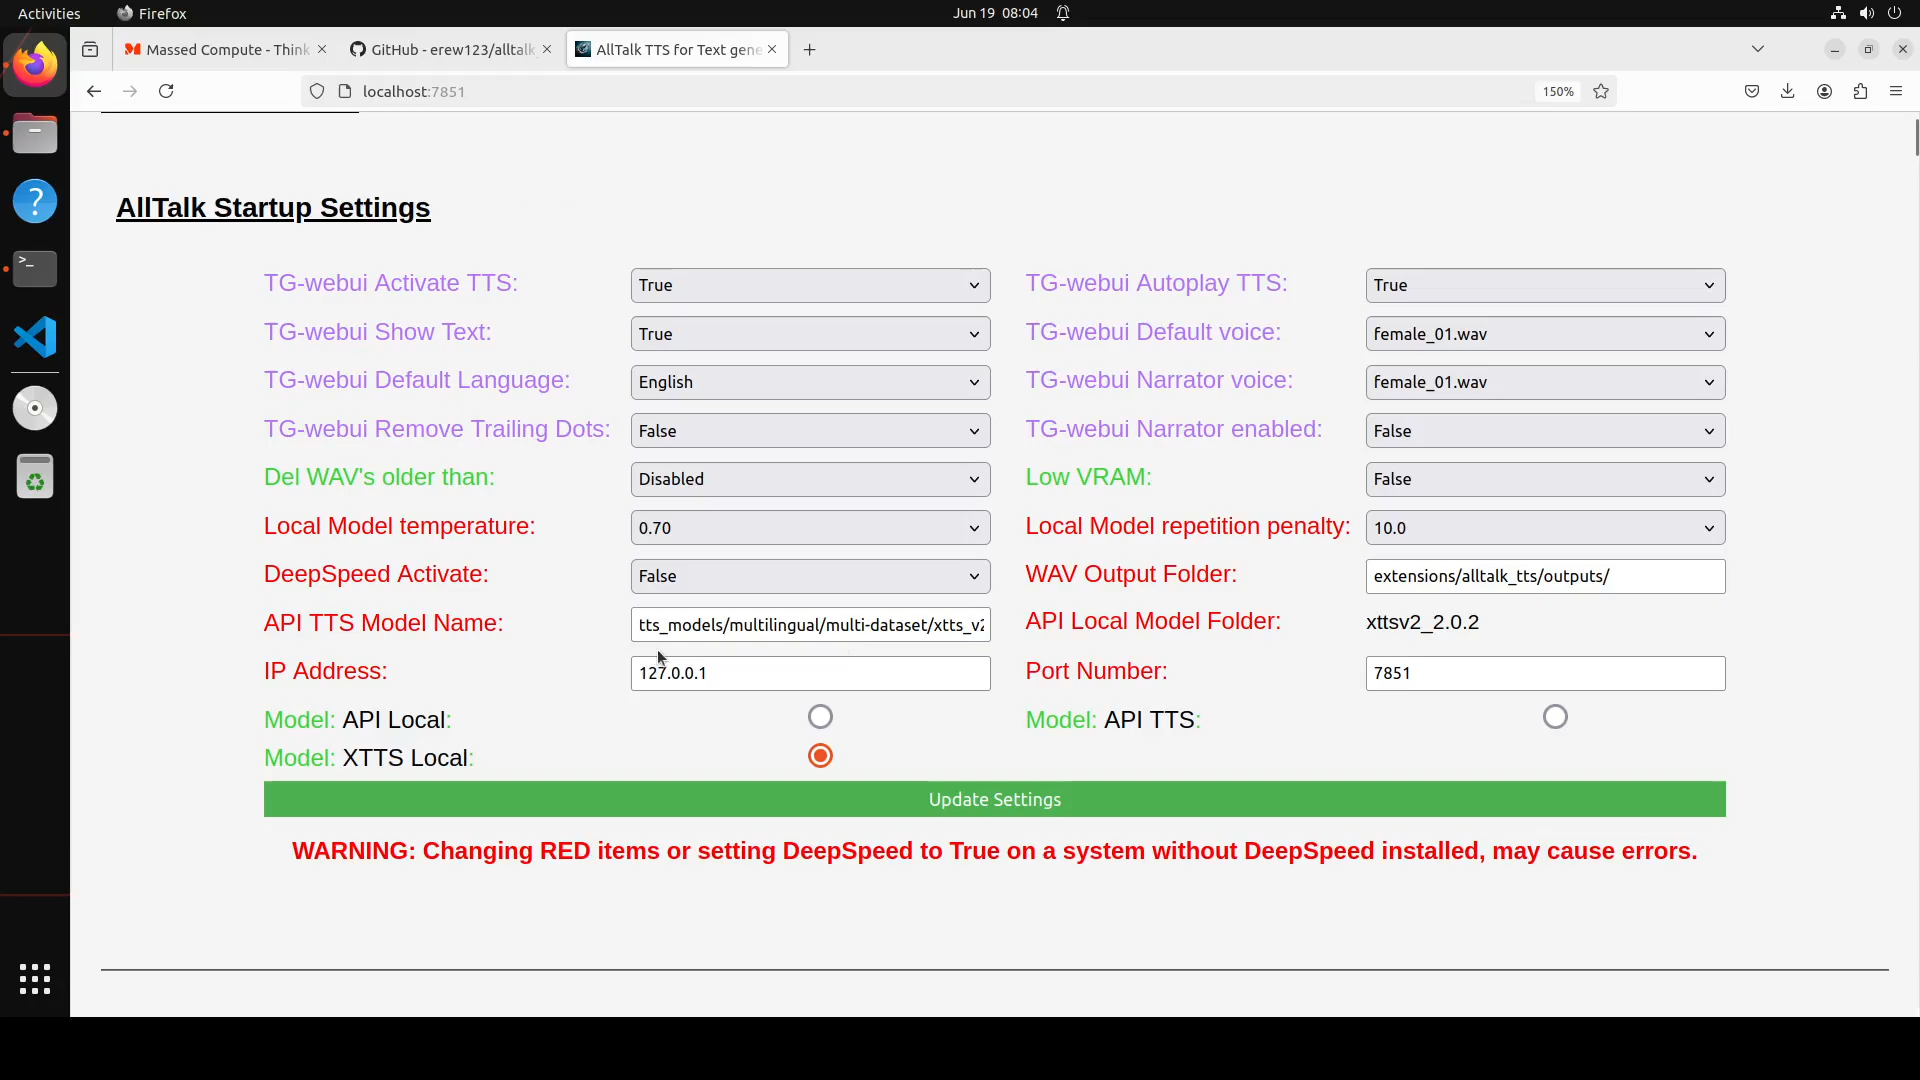 Activities
Firefox
Jun 19 08:04
Massed Compute - Think
GitHub - erew123/alltalk
AllTalk TTS for Text gene
localhost:7851
150%
AllTalk Startup Settings
TG-webui Activate TTS: True TG-webui Autoplay TTS: True
TG-webui Show Text: True TG-webui Default voice: female_01.wav
TG-webui Default Language: English TG-webui Narrator voice: female_01.wav
TG-webui Remove Trailing Dots: False TG-webui Narrator enabled: False
Del WAV's older than: Disabled Low VRAM: False
Local Model temperature: 0.70 Local Model repetition penalty: 10.0
DeepSpeed Activate: False WAV Output Folder: extensions/alltalk_tts/outputs/
API TTS Model Name: tts_models/multilingual/multi-dataset/xtts_v2 API Local Model Folder: xttsv2_2.0.2
IP Address: 127.0.0.1 Port Number: 7851
Model: API Local: Model: API TTS:
Model: XTTS Local:
Update Settings
WARNING: Changing RED items or setting DeepSpeed to True on a system without DeepSpeed installed, may cause errors.